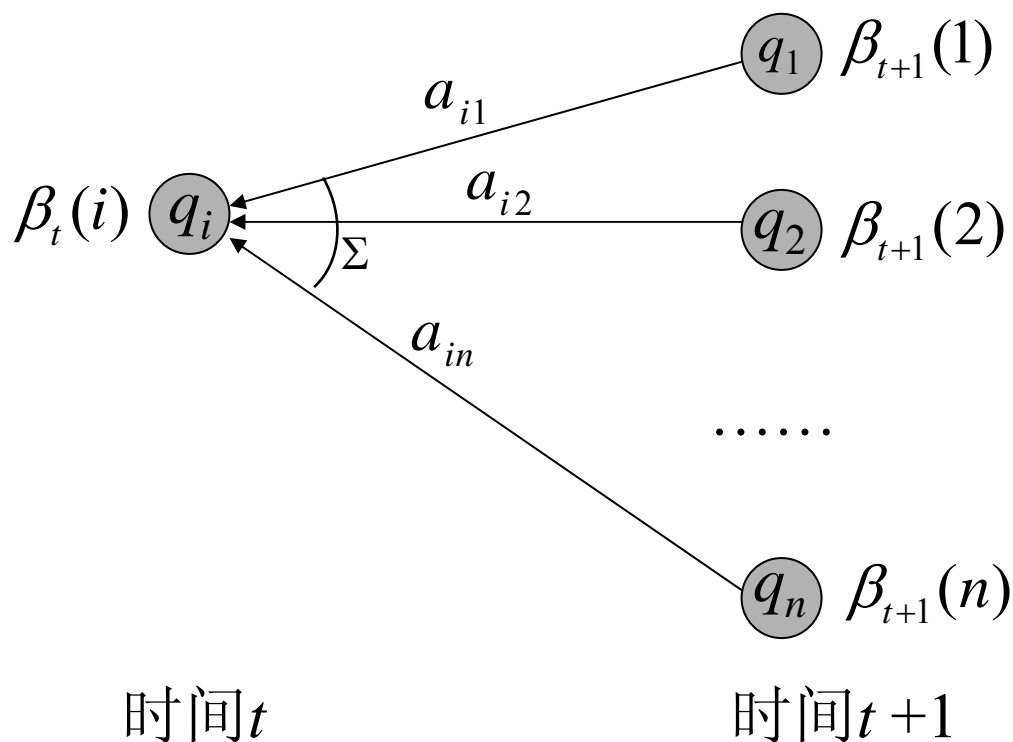 q₁ βₜ₊₁(1)
aᵢ₁
βₜ(i) qᵢ
aᵢ₂
q₂ βₜ₊₁(2)
Σ
aᵢₙ
……
qₙ βₜ₊₁(n)
时间t 时间t+1